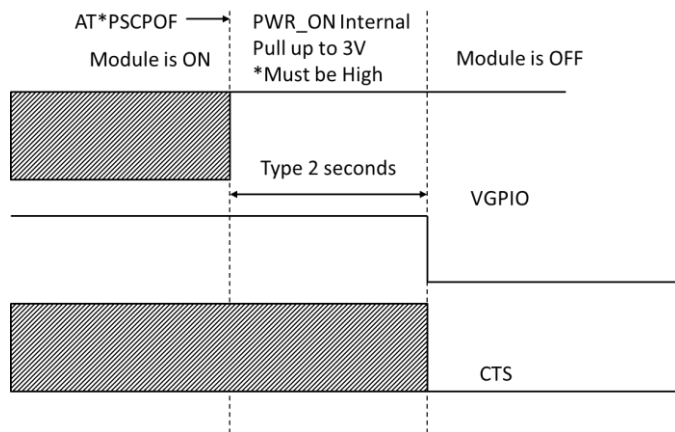 AT*PSCPOF
PWR_ON Internal
Pull up to 3V
*Must be High
Module is ON
Module is OFF
Type 2 seconds
VGPIO
CTS